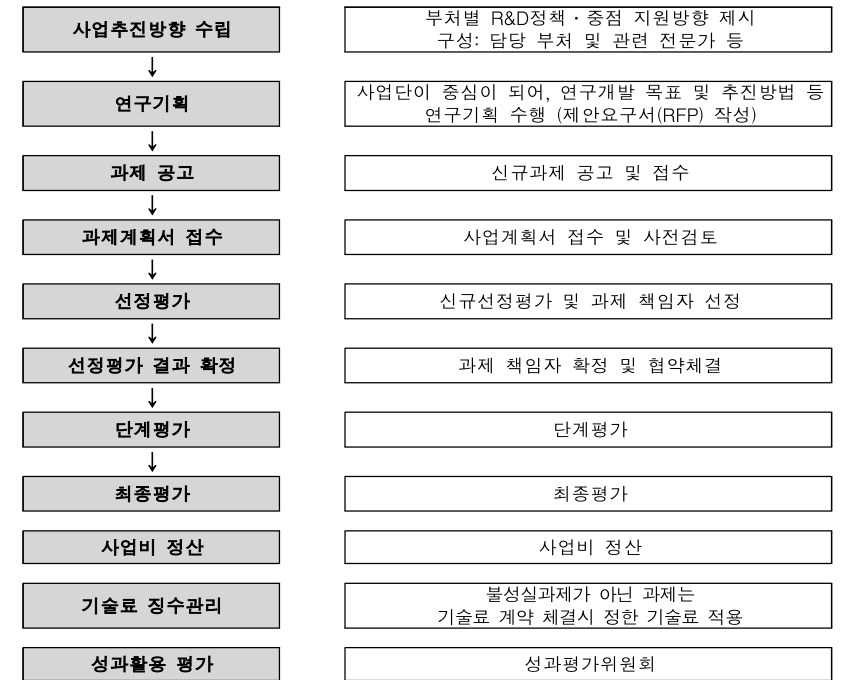 사업추진방향 수립
부처별 R&D정책·중점 지원방향 제시
구성: 담당 부처 및 관련 전문가 등
↓
연구기획
사업단이 중심이 되어, 연구개발 목표 및 추진방법 등
연구기획 수행 (제안요구서(RFP) 작성)
↓
과제 공고
신규과제 공고 및 접수
↓
과제계획서 접수
사업계획서 접수 및 사전검토
↓
선정평가
신규선정평가 및 과제 책임자 선정
↓
선정평가 결과 확정
과제 책임자 확정 및 협약체결
↓
단계평가
단계평가
↓
최종평가
최종평가
사업비 정산
사업비 정산
기술료 징수관리
불성실과제가 아닌 과제는
기술료 계약 체결시 정한 기술료 적용
성과활용 평가
성과평가위원회